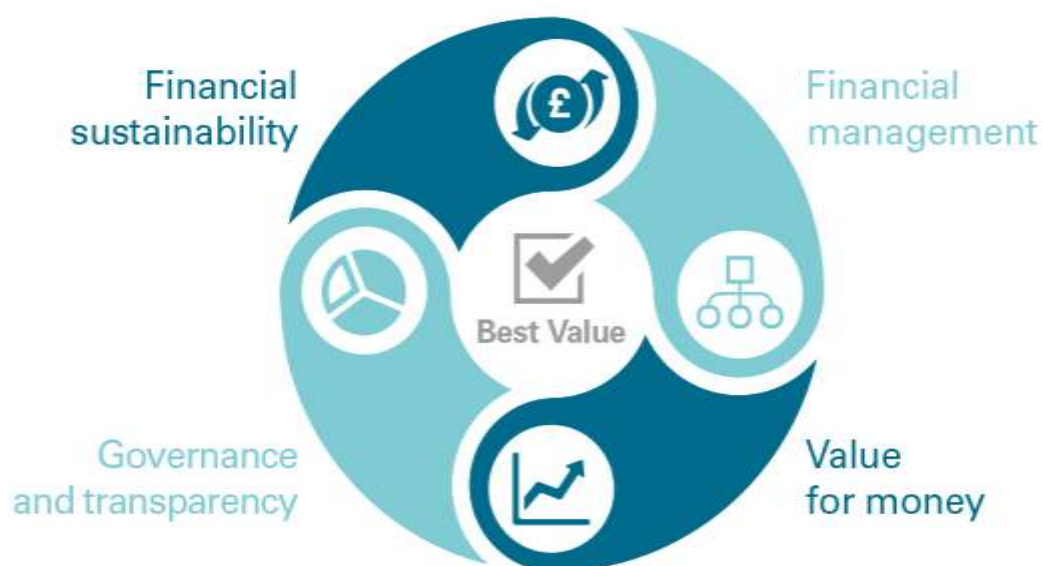 Financial
sustainability
£
Financial
management
Best Value
Governance
and transparency
Value
for money